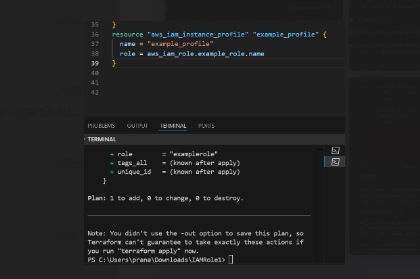 35 }
36 resource "aws_iam_instance_profile" "example_profile" {
37 name = "example_profile"
38 role = aws_iam_role.example_role.name
39 }
40
41
42
PROBLEMS OUTPUT TERMINAL PORTS
TERMINAL
+ role = "examplerole"
+ tags_all = (known after apply)
+ unique_id = (known after apply)
}
Plan: 1 to add, 0 to change, 0 to destroy.
Note: You didn't use the -out option to save this plan, so
Terraform can't guarantee to take exactly these actions if
you run "terraform apply" now.
PS C:\Users\prana\Downloads\IAMRole1>